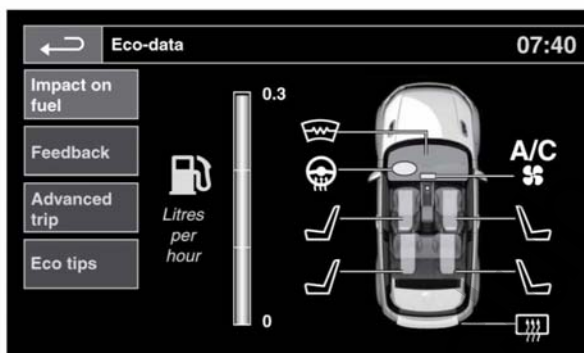 Eco-data
07:40
Impact on
fuel
Feedback
Advanced
trip
Eco tips
0.3
Litres
per
hour
0
A/C